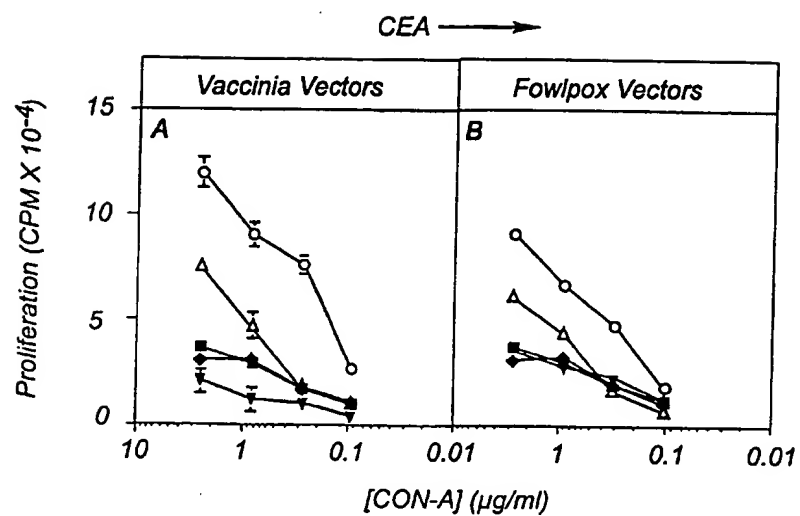 CEA
Vaccinia Vectors
Fowlpox Vectors
Proliferation (CPM X 10-4)
15
10
5
0
A
B
10
1
0.1
0.01
1
0.1
0.01
[CON-A] (µg/ml)